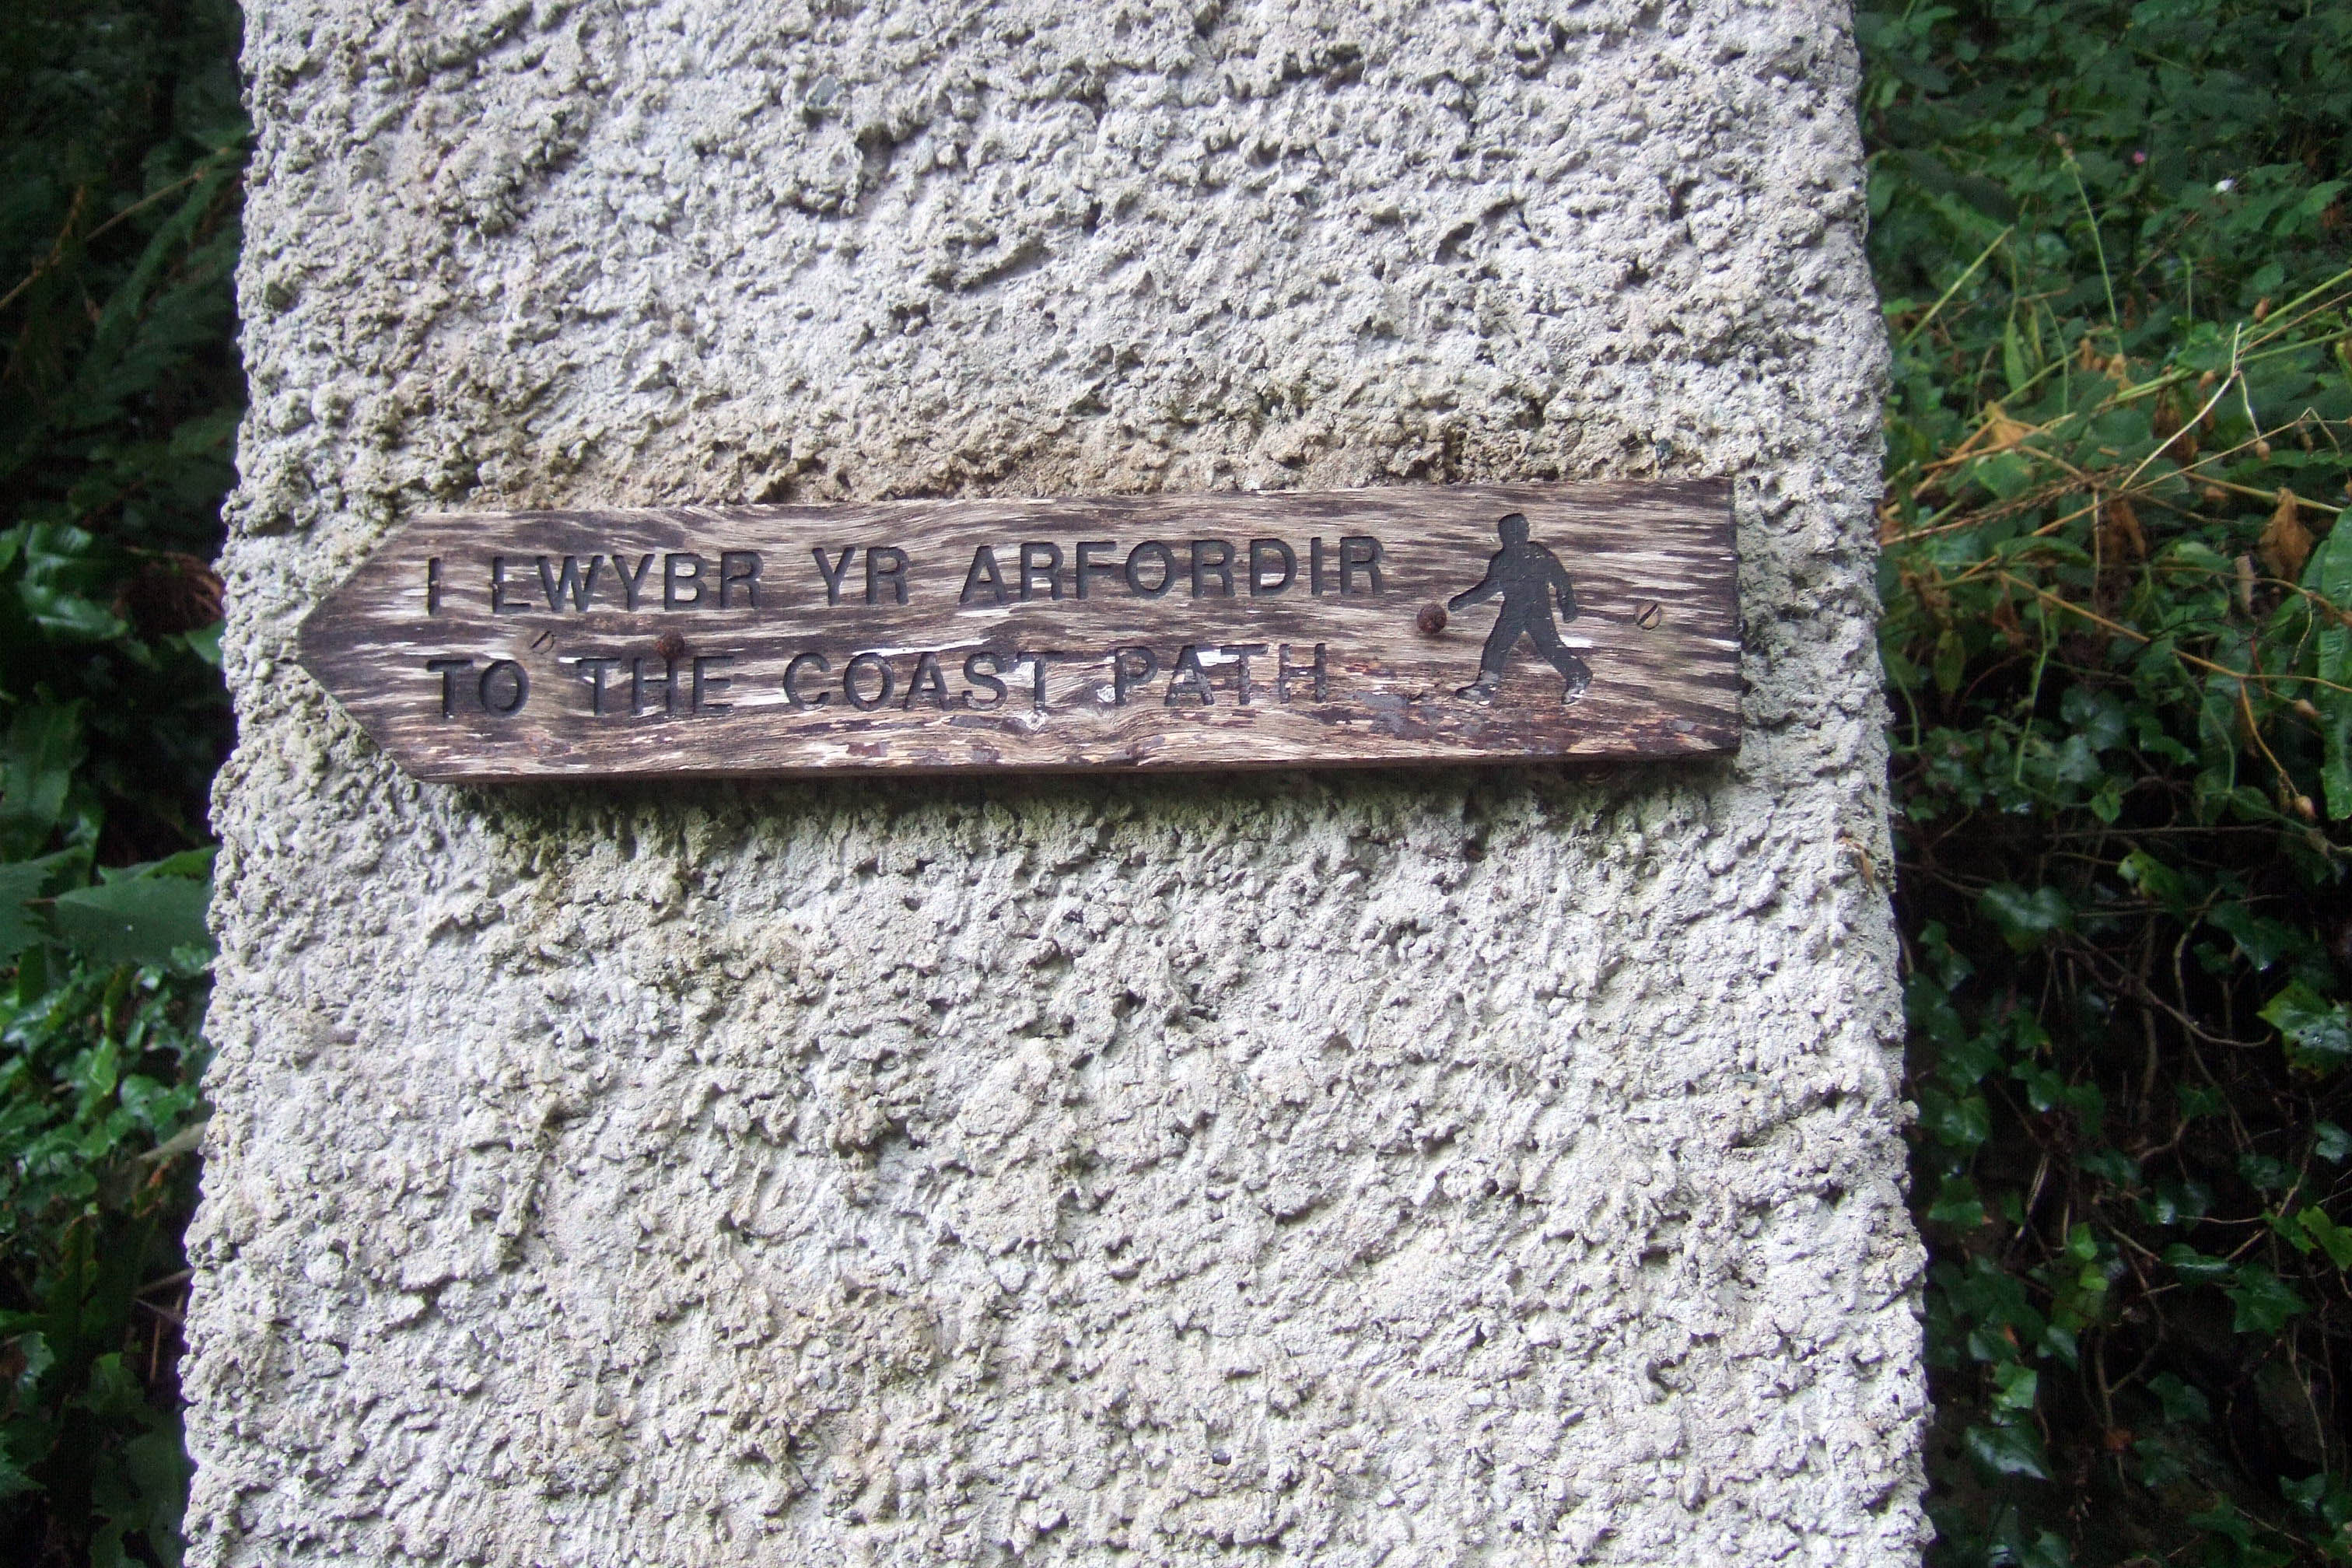 I LWYBR YR ARFORDIR
TO THE COAST PATH